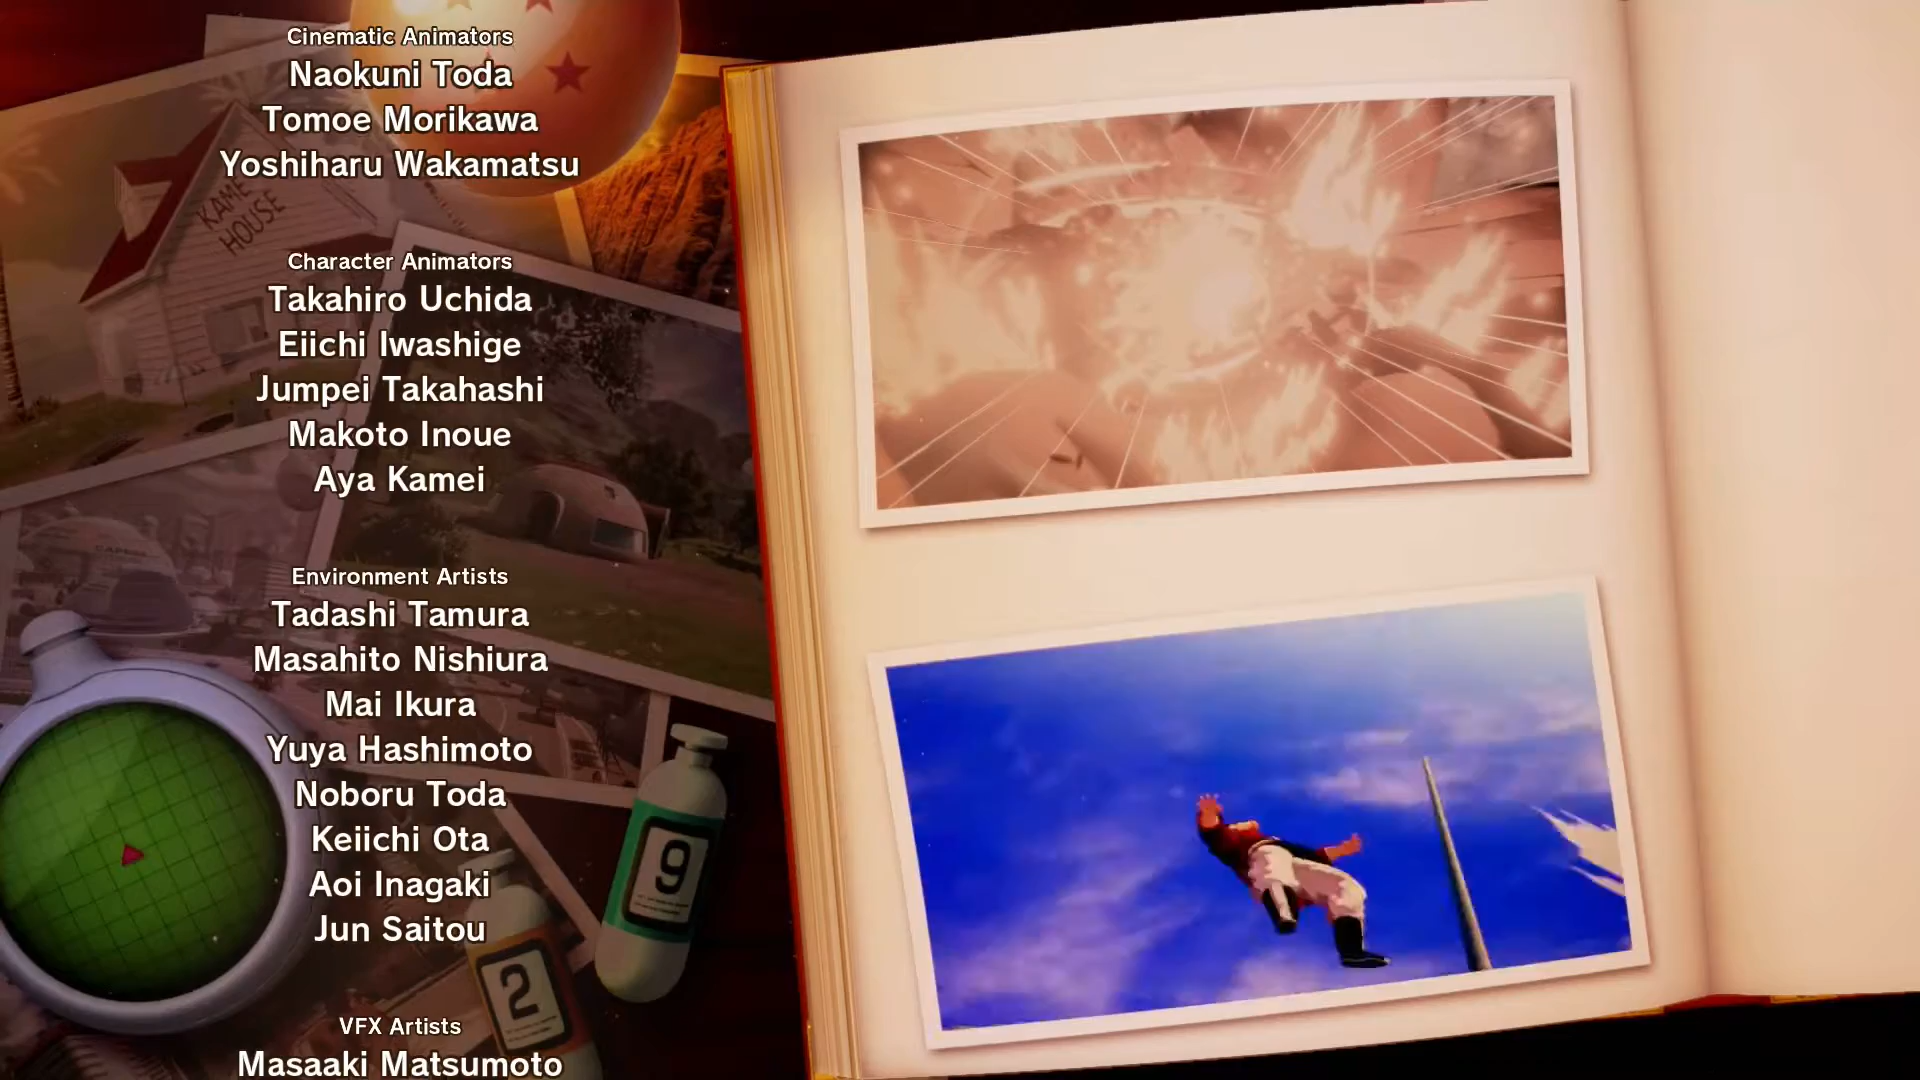 Cinematic Animators
Naokuni Toda
Tomoe Morikawa
Yoshiharu Wakamatsu
KAME
HOUSE
Character Animators
Takahiro Uchida
Eiichi Iwashige
Jumpei Takahashi
Makoto Inoue
Aya Kamei
Environment Artists
Tadashi Tamura
Masahito Nishiura
Mai Ikura
Yuya Hashimoto
Noboru Toda
Keiichi Ota
Aoi Inagaki
Jun Saitou
9
2
VFX Artists
Masaaki Matsumoto